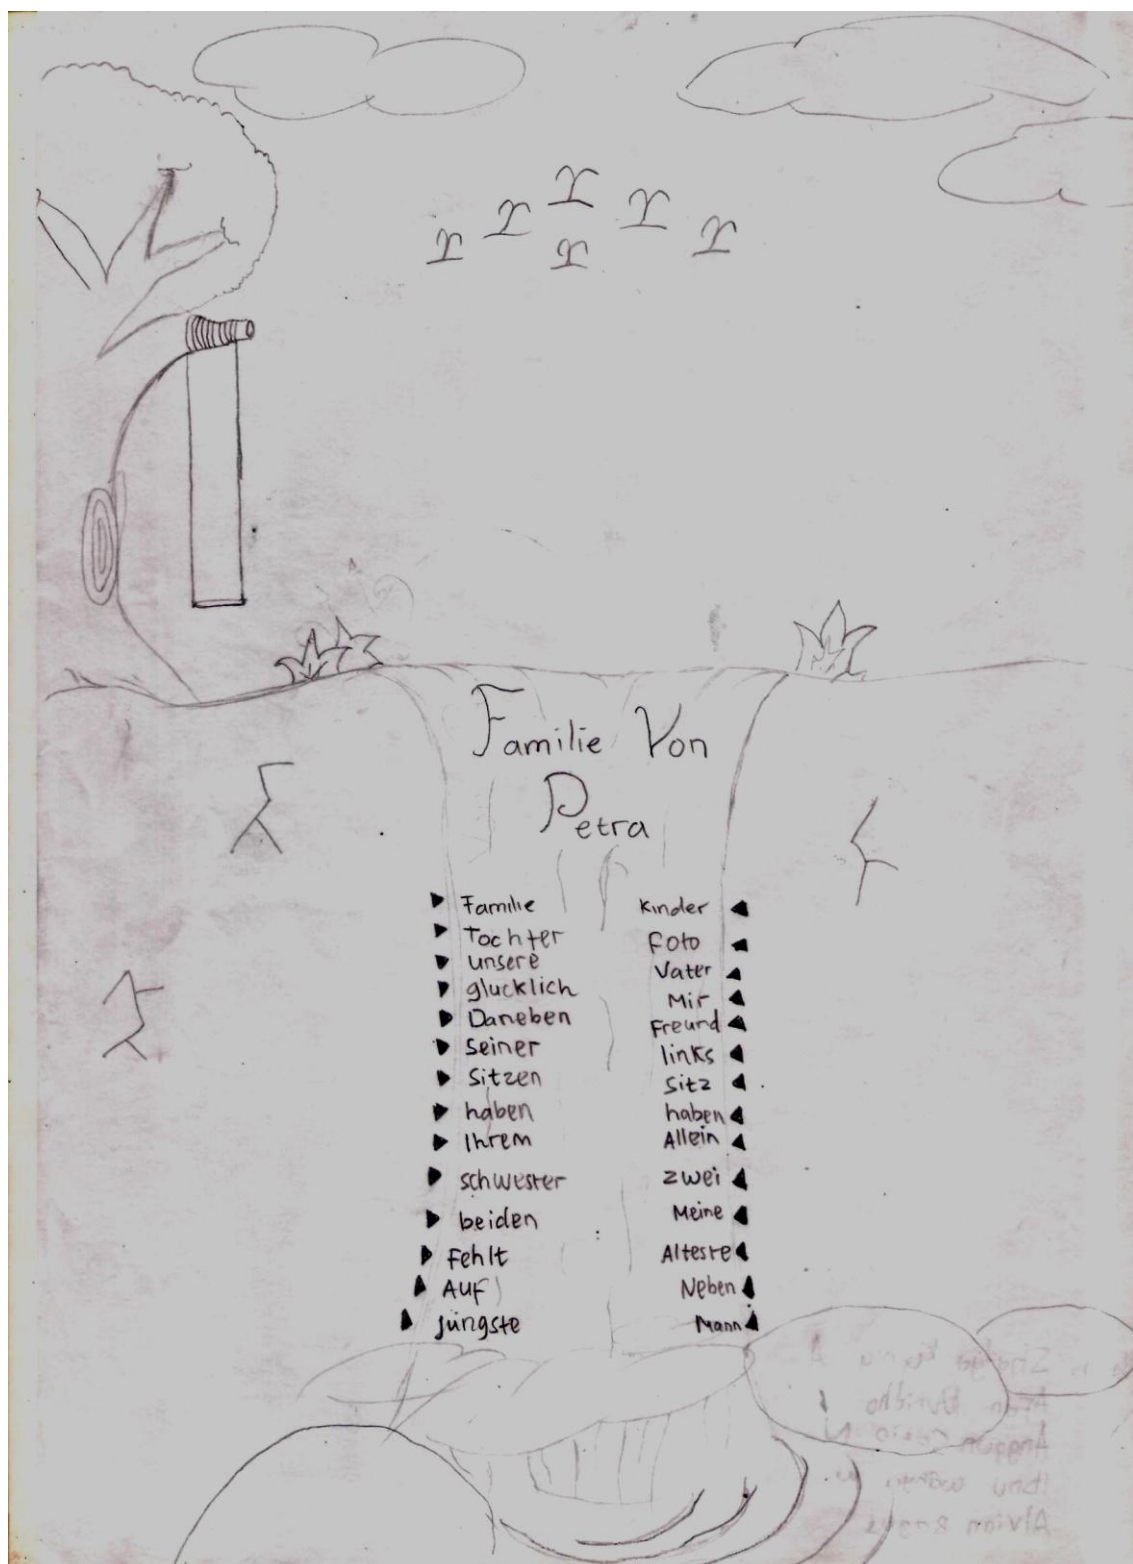 Familie Von
Petra
Familie Kinder
Tochter Foto
unsere Vater
glucklich Mir
Daneben Freund
Seiner links
Sitzen Sitz
haben haben
Ihrem Allein
schwester zwei
beiden Meine
Fehlt Alteste
AUF Neben
Jüngste Mann